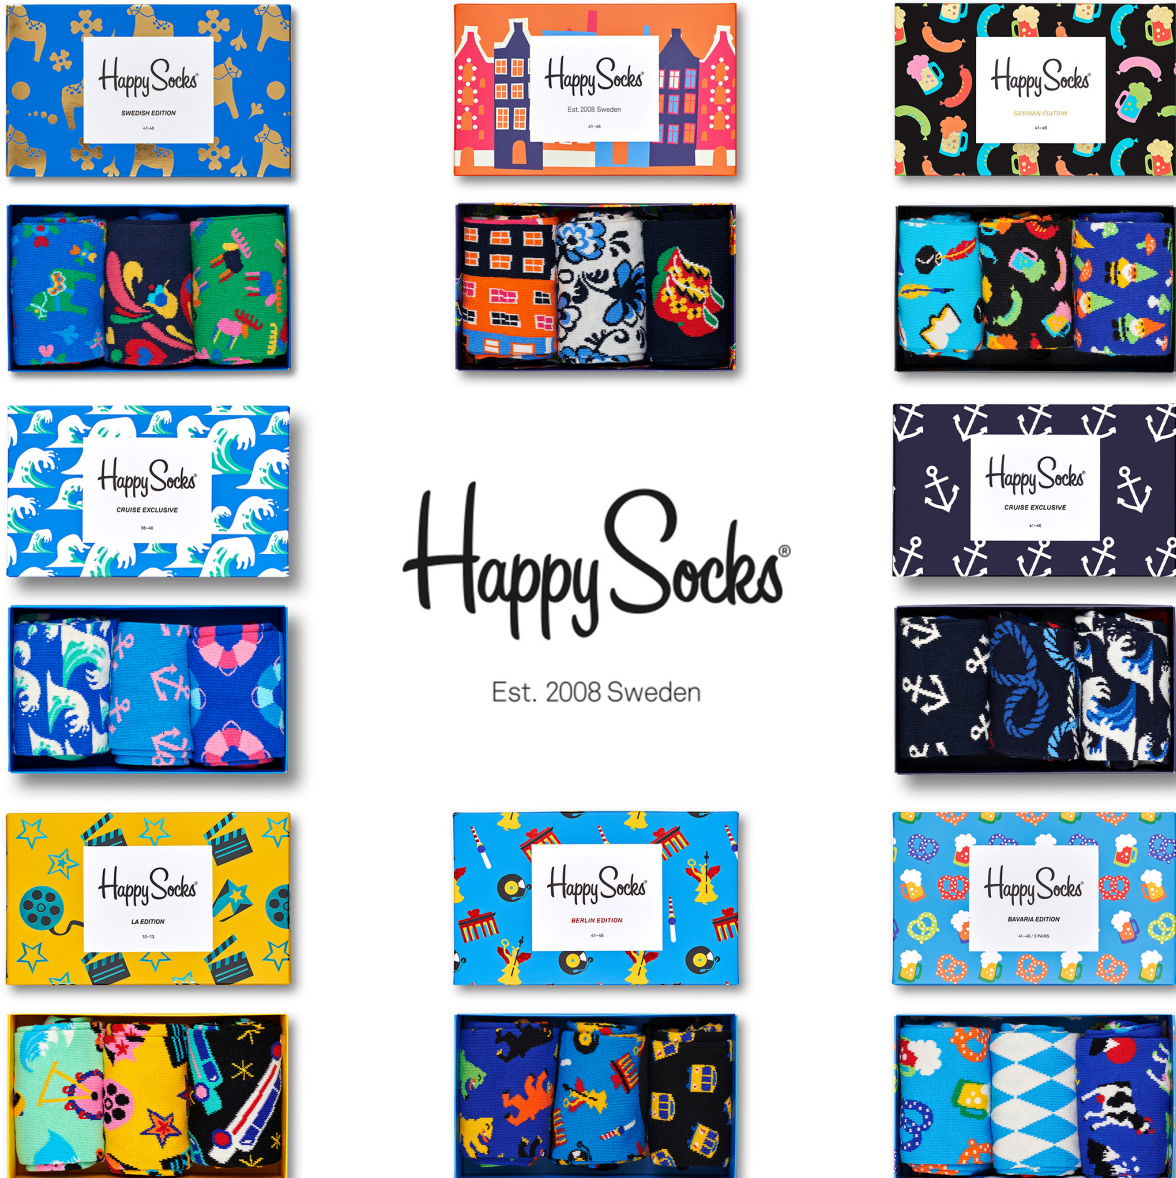 Happy Socks®
SWEDISH EDITION
41-46
Happy Socks®
Est. 2008 Sweden
41-46
Happy Socks®
GERMAN EDITION
41-46
Happy Socks®
CRUISE EXCLUSIVE
36-40
Happy Socks®
Est. 2008 Sweden
Happy Socks®
CRUISE EXCLUSIVE
41-46
Happy Socks®
LA EDITION
10-13
Happy Socks®
BERLIN EDITION
41-46
Happy Socks®
BAVARIA EDITION
41-46 / 3 PAIRS